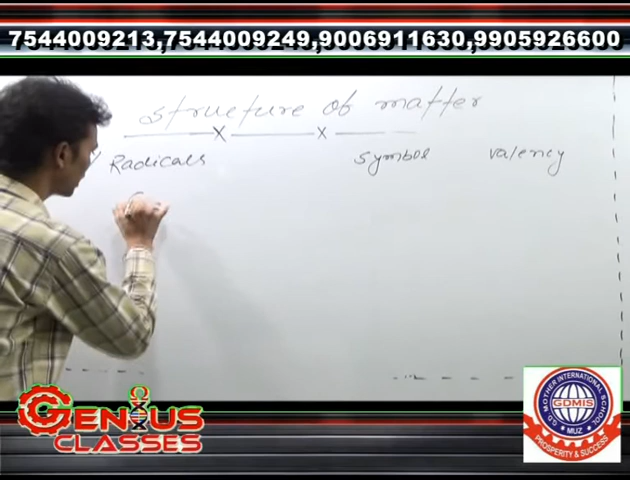 7544009213,7544009249,9006911630,9905926600
structure of matter
Radicals symbol valency
GENIUS
CLASSES
G.D. MOTHER INTERNATIONAL SCHOOL
GDMIS
MUZ
PROSPERITY & SUCCESS